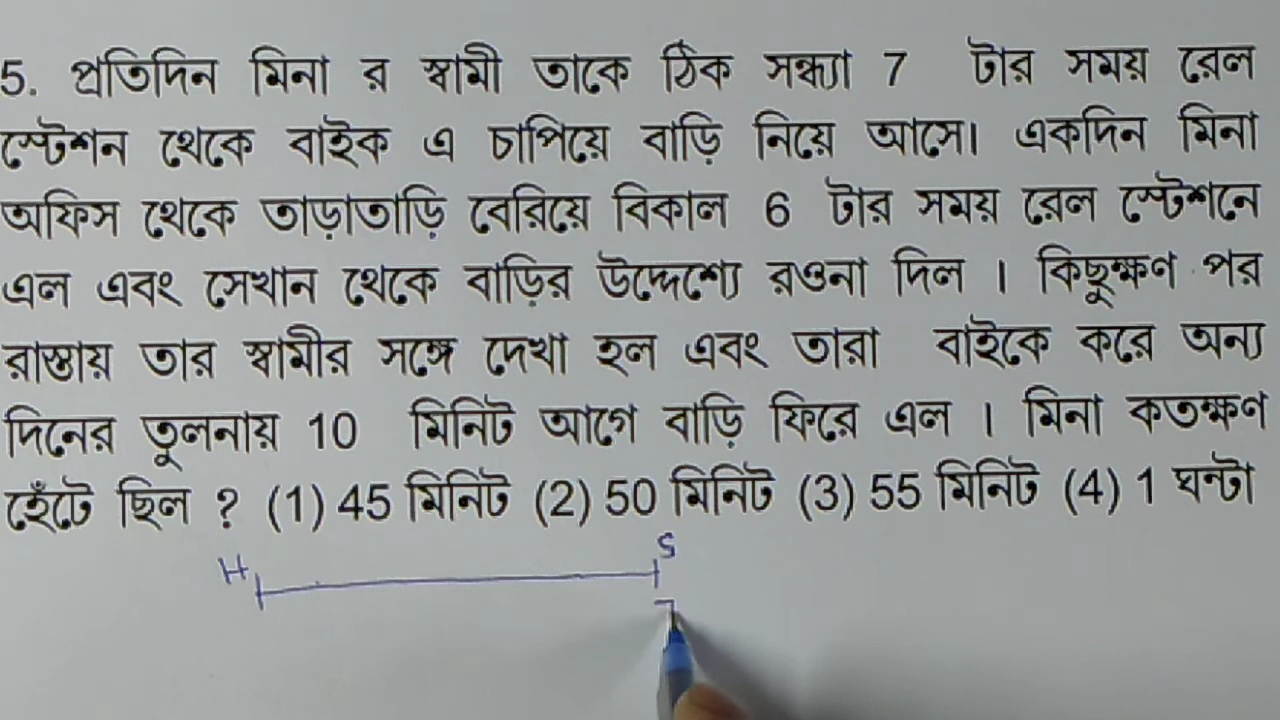 5. প্রতিদিন মিনা র স্বামী তাকে ঠিক সন্ধ্যা 7 টার সময় রেল
স্টেশন থেকে বাইক এ চাপিয়ে বাড়ি নিয়ে আসে। একদিন মিনা
অফিস থেকে তাড়াতাড়ি বেরিয়ে বিকাল 6 টার সময় রেল স্টেশনে
এল এবং সেখান থেকে বাড়ির উদ্দেশ্যে রওনা দিল । কিছুক্ষণ পর
রাস্তায় তার স্বামীর সঙ্গে দেখা হল এবং তারা বাইকে করে অন্য
দিনের তুলনায় 10 মিনিট আগে বাড়ি ফিরে এল । মিনা কতক্ষণ
হেঁটে ছিল ? (1) 45 মিনিট (2) 50 মিনিট (3) 55 মিনিট (4) 1 ঘন্টা
H S